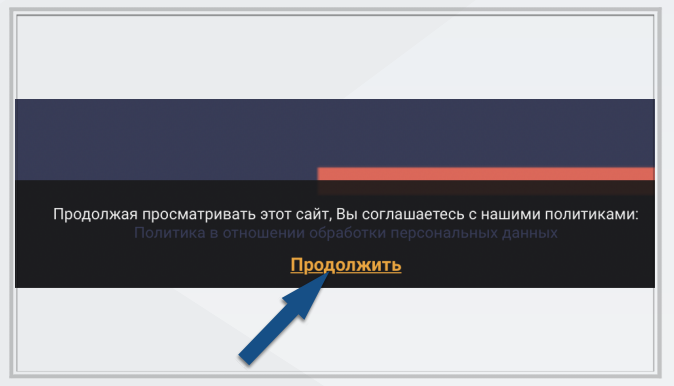 Продолжая просматривать этот сайт, Вы соглашаетесь с нашими политиками:
Политика в отношении обработки персональных данных
Продолжить